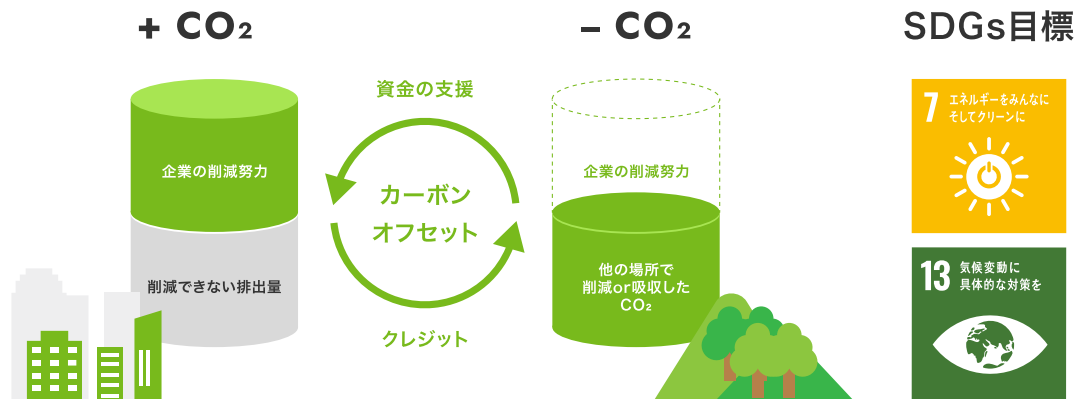 + CO₂
企業の削減努力
削減できない排出量
資金の支援
カーボン
オフセット
クレジット
− CO₂
企業の削減努力
他の場所で
削減or吸収した
CO₂
SDGs目標
7 エネルギーをみんなに
そしてクリーンに
13 気候変動に
具体的な対策を